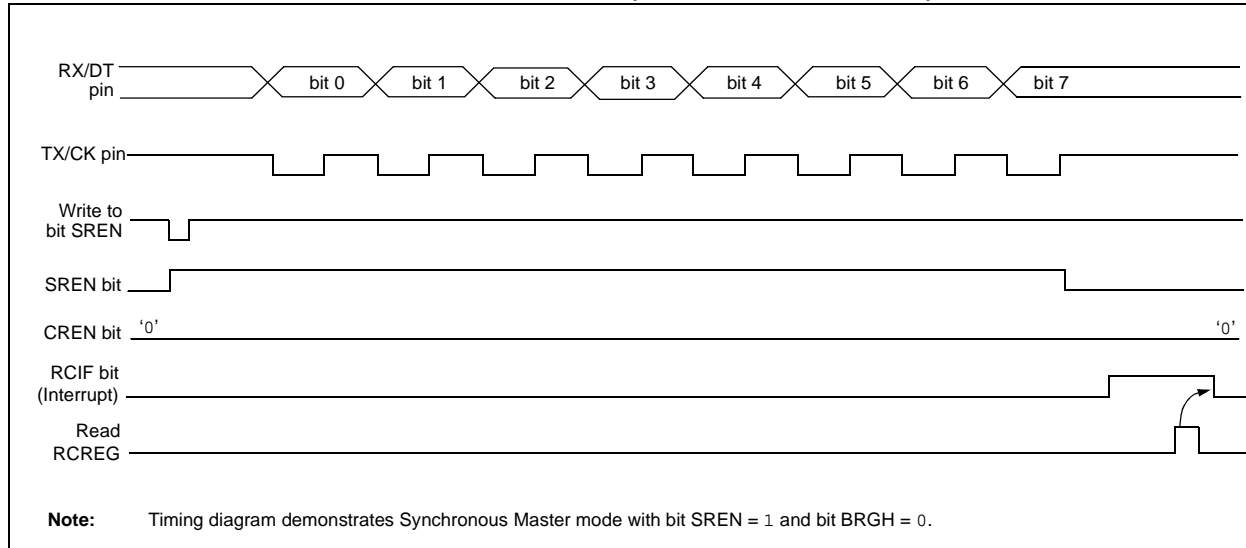 RX/DT
pin
bit 0 bit 1 bit 2 bit 3 bit 4 bit 5 bit 6 bit 7
TX/CK pin
Write to
bit SREN
SREN bit
CREN bit ‘0’ ‘0’
RCIF bit
(Interrupt)
Read
RCREG
Note: Timing diagram demonstrates Synchronous Master mode with bit SREN = 1 and bit BRGH = 0.